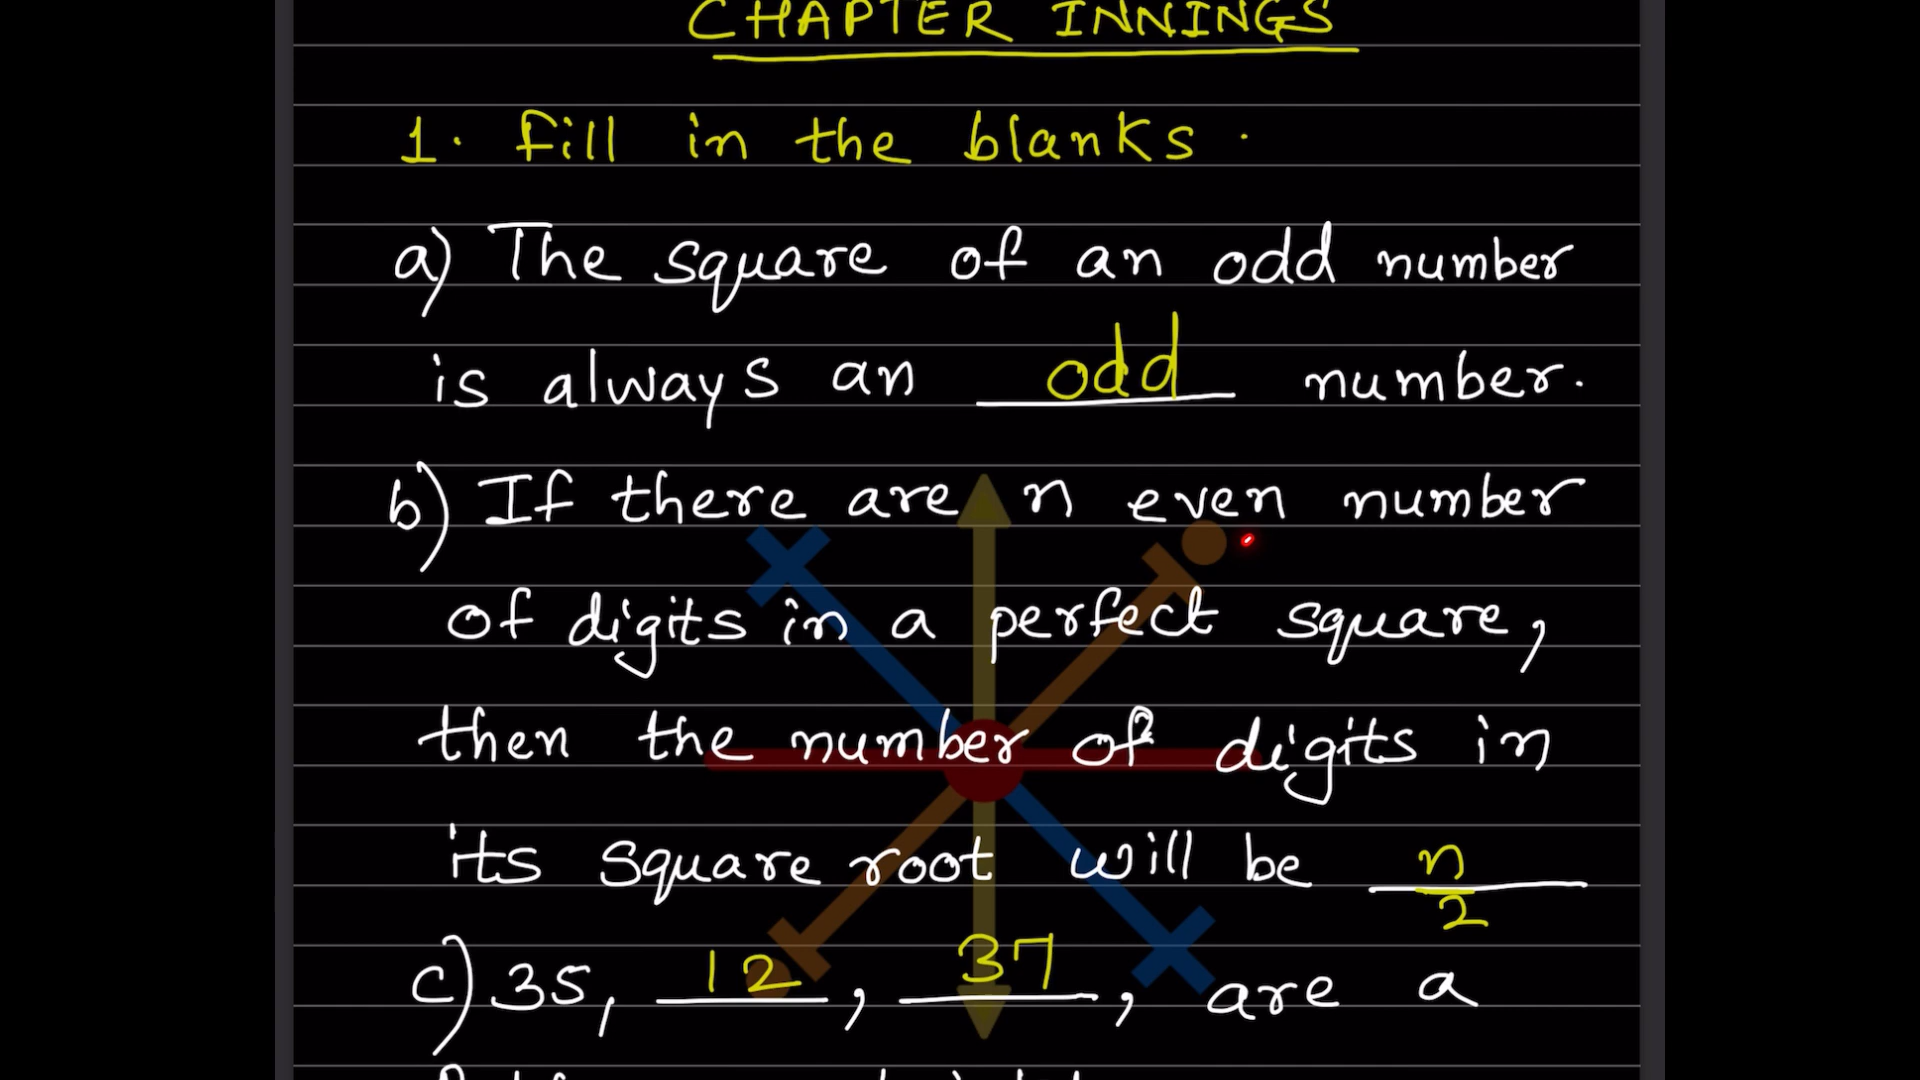 CHAPTER INNINGS
1. Fill in the blanks.
a) The square of an odd number
is always an odd number.
b) If there are n even number
of digits in a perfect square,
then the number of digits in
its square root will be n/2
c) 35, 12, 37, are a